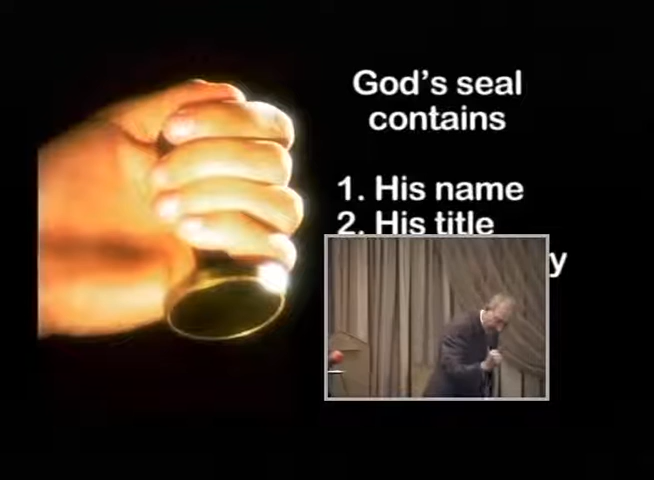 God's seal
contains
1. His name
2. His title
y